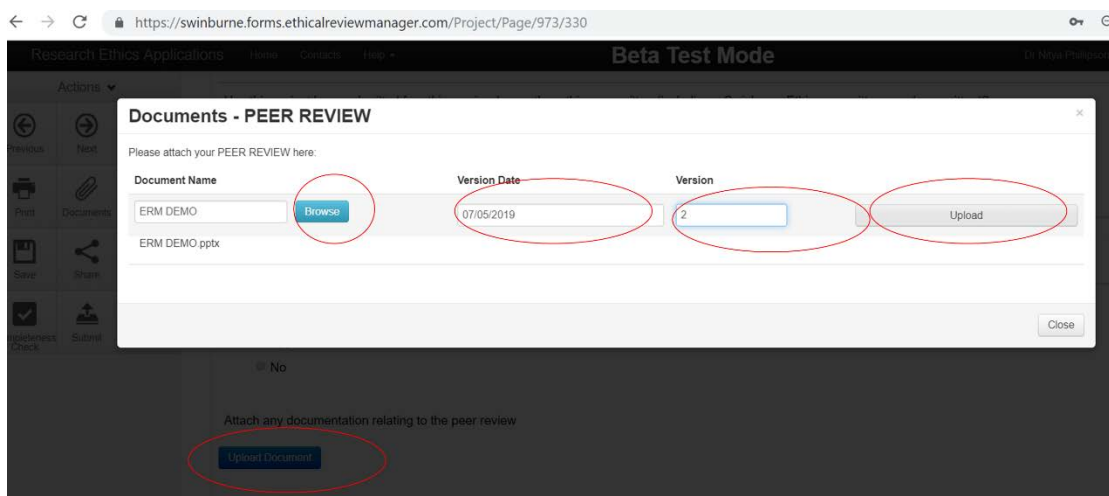 https://swinburne.forms.ethicalreviewmanager.com/Project/Page/973/330
Research Ethics Applications Home Contacts Help Beta Test Mode
Actions
Documents - PEER REVIEW ×
Previous Next
Please attach your PEER REVIEW here:
Document Name Version Date Version
Print Documents
ERM DEMO Browse 07/05/2019 2 Upload
ERM DEMO.pptx
Save Share
Close
Submit
Check
No
Attach any documentation relating to the peer review
Upload Document